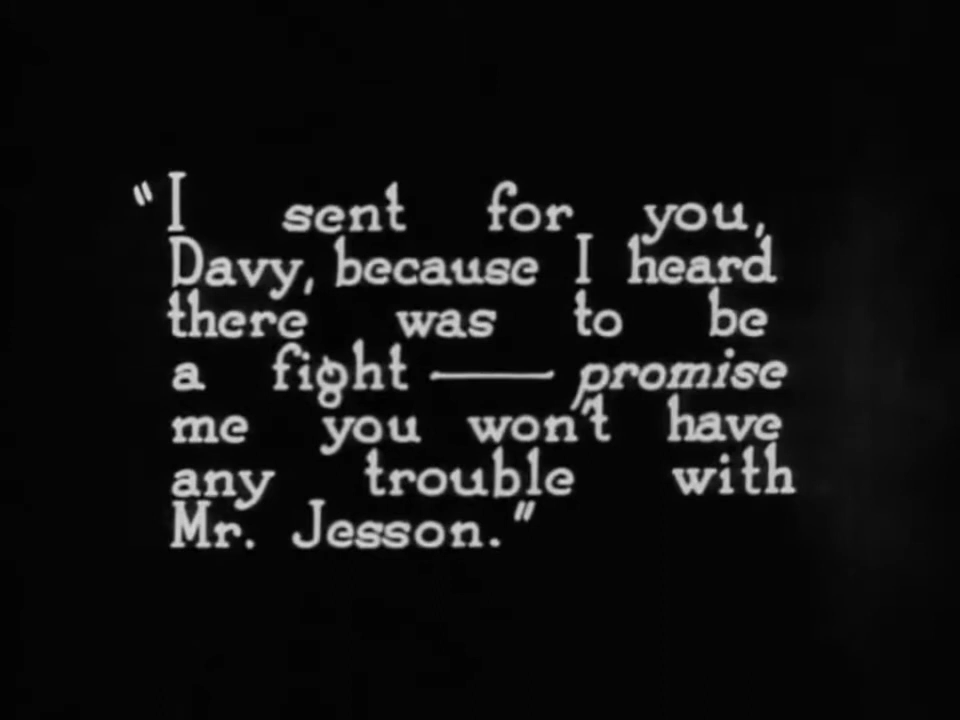 "I sent for you,
Davy, because I heard
there was to be
a fight — promise
me you won't have
any trouble with
Mr. Jesson."